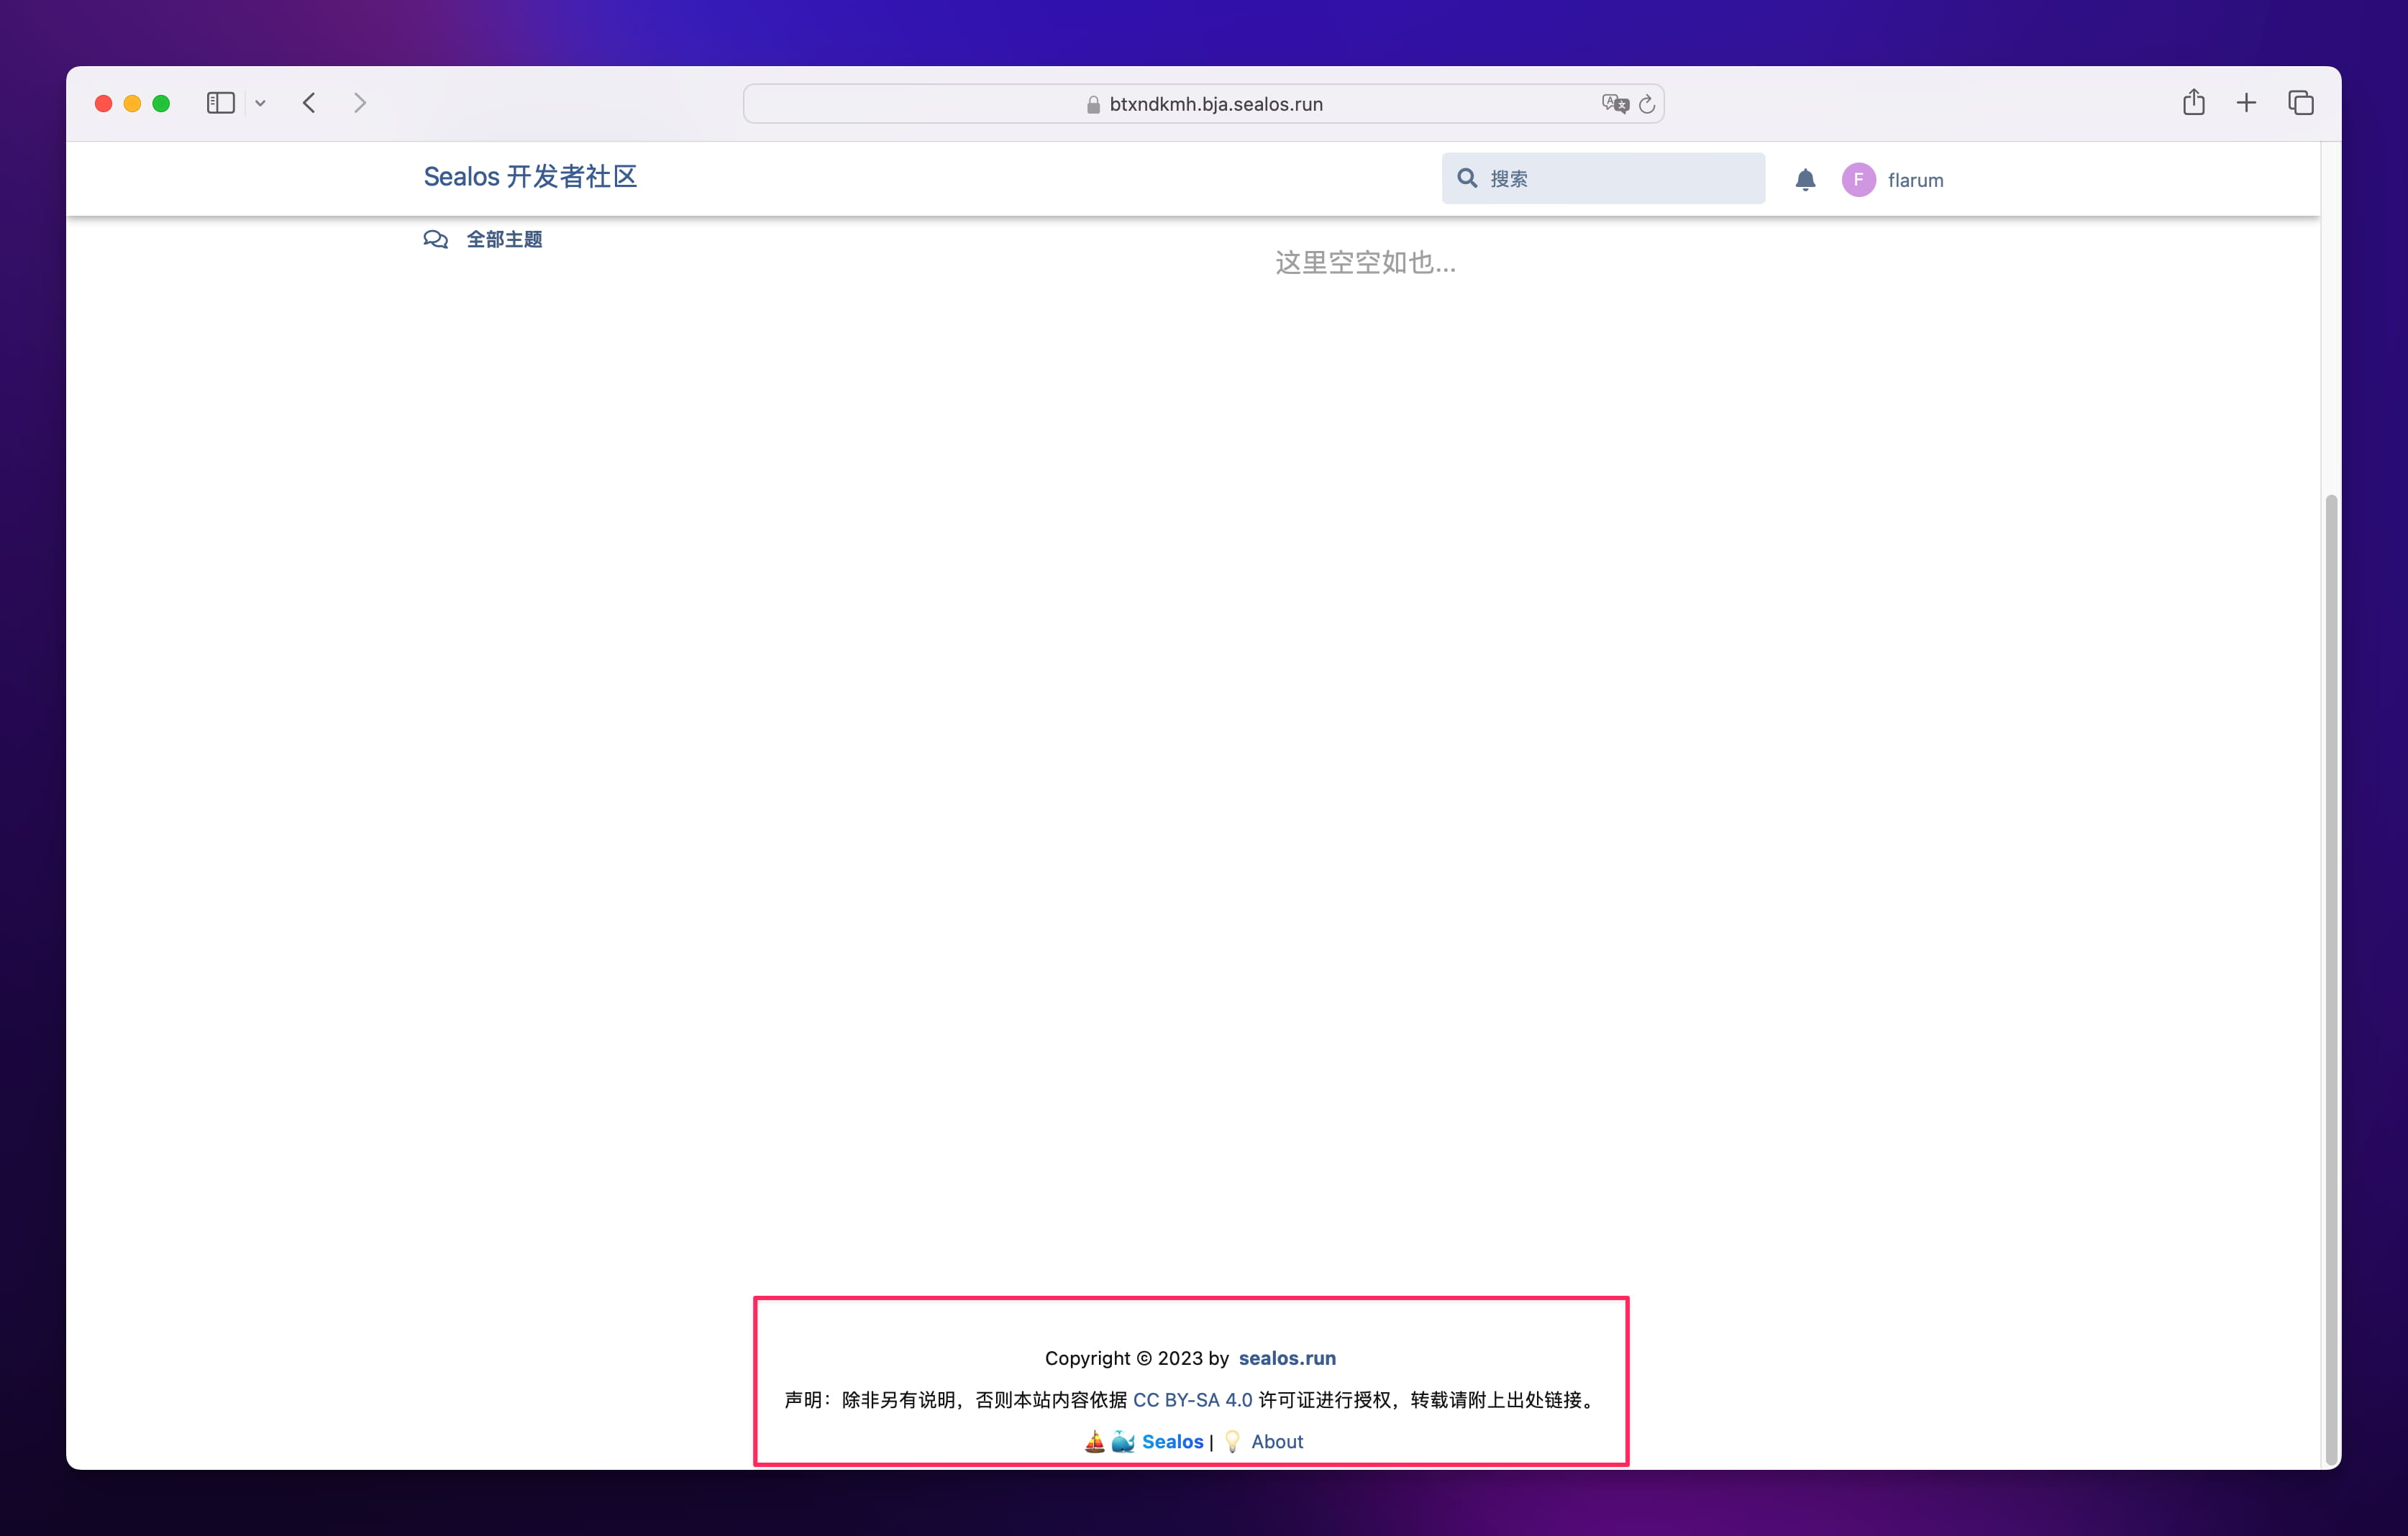 btxndkmh.bja.sealos.run
Sealos 开发者社区
搜索
F flarum
全部主题
这里空空如也...
Copyright © 2023 by sealos.run
声明：除非另有说明，否则本站内容依据 CC BY-SA 4.0 许可证进行授权，转载请附上出处链接。
⛵🐳 Sealos | 💡 About